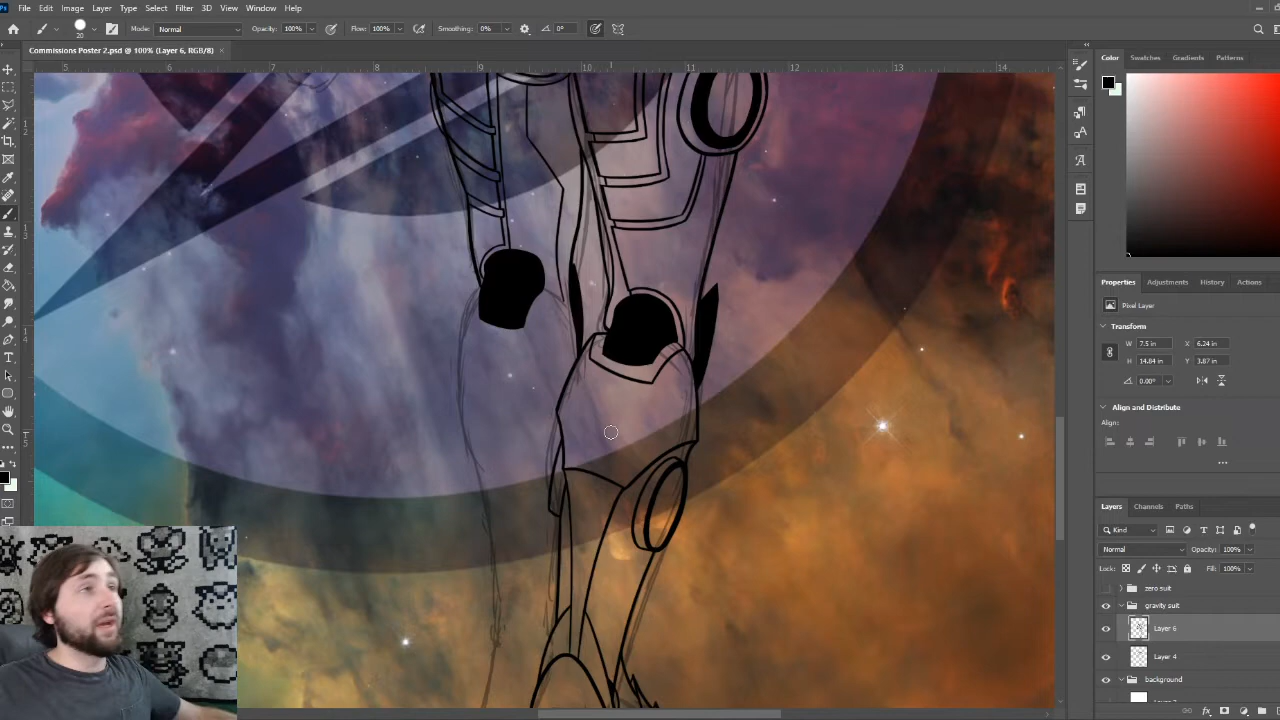 File Edit Image Layer Type Select Filter 3D View Window Help
20 Mode: Normal Opacity: 100% Flow: 100% Smoothing: 0% 0°
Commissions Poster 2.psd @ 100% (Layer 6, RGB/8)
5 6 7 8 9 10 11 12 13 14
Color Swatches Gradients Patterns
Properties Adjustments History Libraries
Pixel Layer
Transform
W 7.5 in X 6.24 in
H 14.84 in Y 3.87 in
0.00°
Align and Distribute
Align:
Layers Channels Paths
Kind
Normal Opacity: 100%
Lock: Fill: 100%
zero suit
gravity suit
Layer 6
Layer 4
background